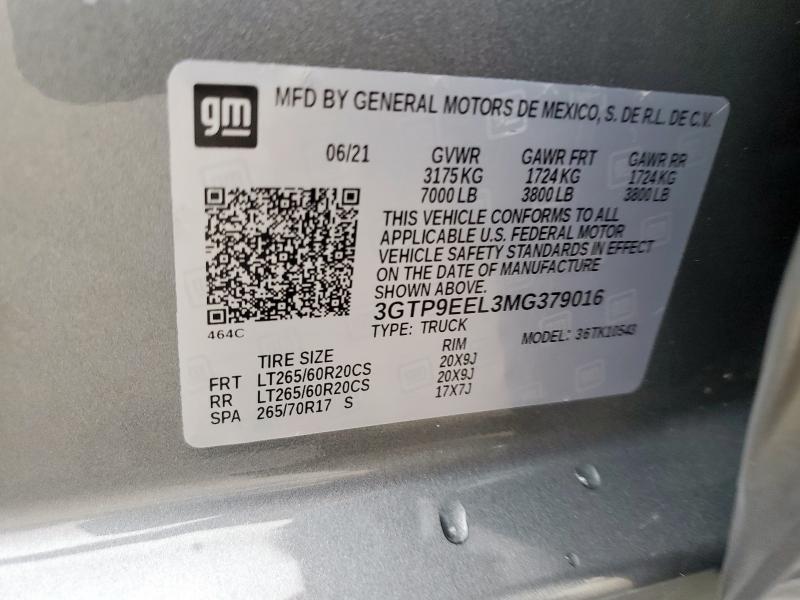 gm
MFD BY GENERAL MOTORS DE MEXICO, S. DE R.L. DE C.V.
06/21 GVWR GAWR FRT GAWR RR
3175 KG 1724 KG 1724 KG
7000 LB 3800 LB 3800 LB
THIS VEHICLE CONFORMS TO ALL
APPLICABLE U.S. FEDERAL MOTOR
VEHICLE SAFETY STANDARDS IN EFFECT
ON THE DATE OF MANUFACTURE
SHOWN ABOVE.
3GTP9EEL3MG379016
464C TYPE: TRUCK MODEL: 36TK10543
TIRE SIZE RIM
FRT LT265/60R20CS 20X9J
RR LT265/60R20CS 20X9J
SPA 265/70R17 S 17X7J